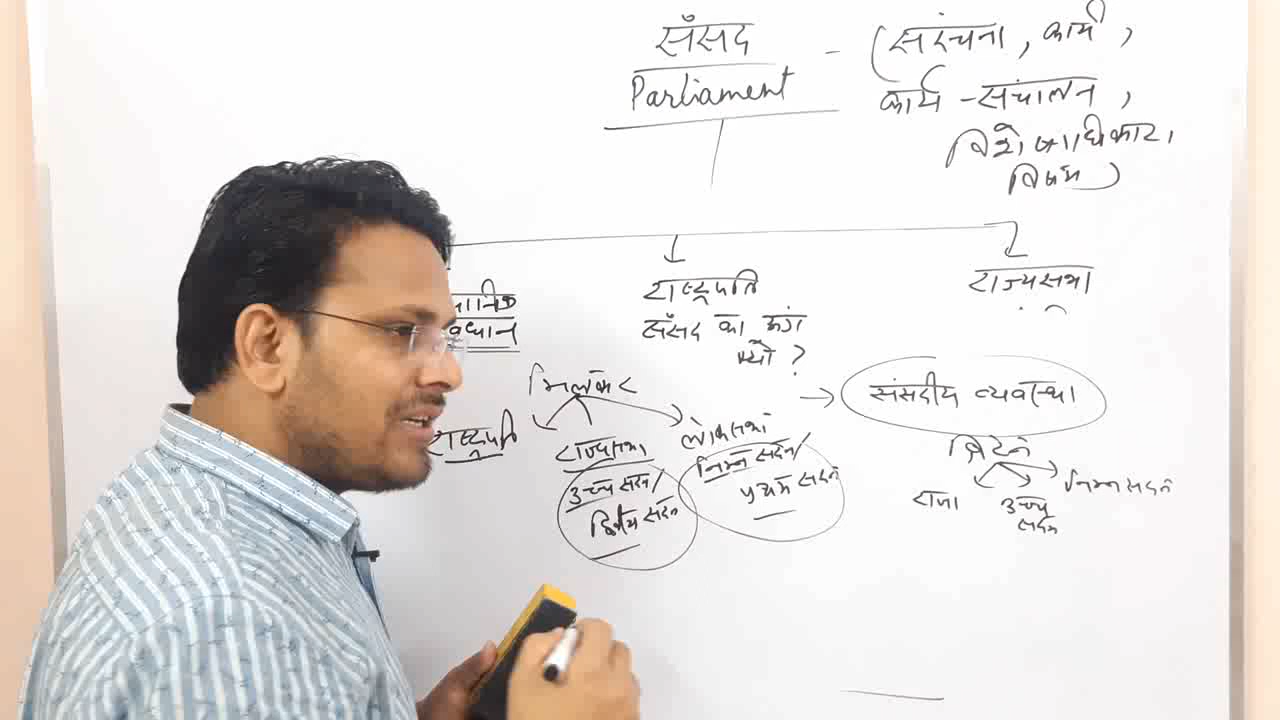 संसद - (संरचना, कार्य,
Parliament
कार्य - संचालन,
विशेषाधिकार।
राष्ट्रपति
संसद का अंग
क्यों ?
राज्यसभा
मिलकर
राष्ट्रपति
राज्यसभा
उच्च सदन/
द्वितीय सदन
लोकसभा
निम्न सदन/
प्रथम सदन
→ संसदीय व्यवस्था
ब्रिटेन
राजा
उच्च
सदन
निम्न सदन